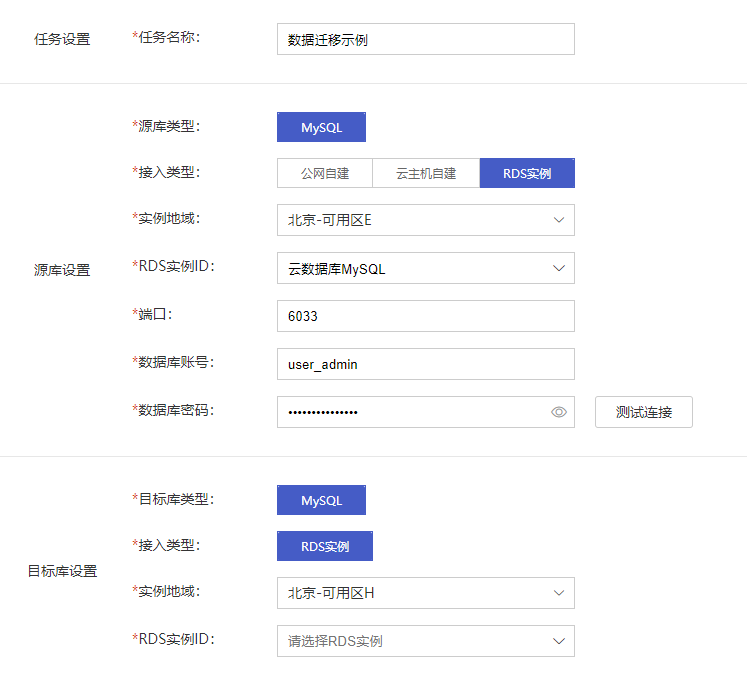 任务设置 *任务名称: 数据迁移示例
*源库类型: MySQL
*接入类型: 公网自建 云主机自建 RDS实例
*实例地域: 北京-可用区E
源库设置 *RDS实例ID: 云数据库MySQL
*端口: 6033
*数据库账号: user_admin
*数据库密码: ••••••••••••••• 测试连接
*目标库类型: MySQL
*接入类型: RDS实例
目标库设置
*实例地域: 北京-可用区H
*RDS实例ID: 请选择RDS实例